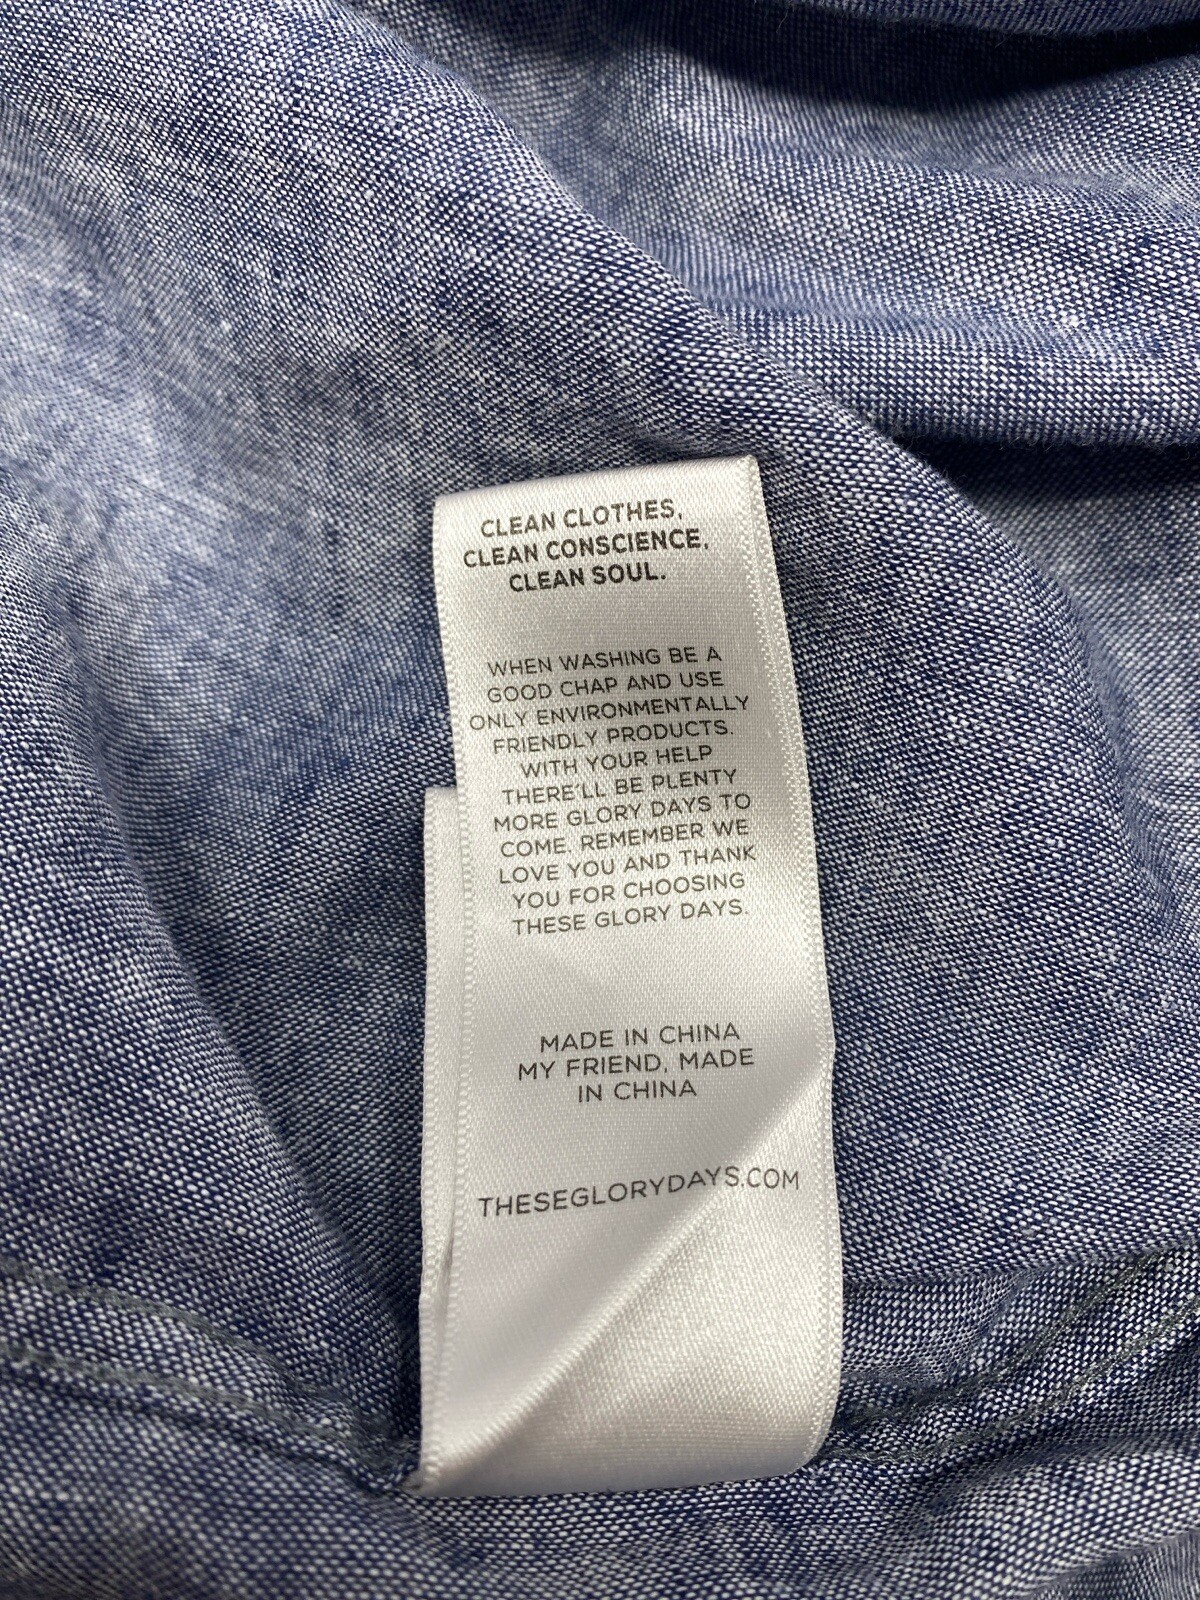 CLEAN CLOTHES,
CLEAN CONSCIENCE,
CLEAN SOUL.
WHEN WASHING BE A
GOOD CHAP AND USE
ONLY ENVIRONMENTALLY
FRIENDLY PRODUCTS.
WITH YOUR HELP
THERE'LL BE PLENTY
MORE GLORY DAYS TO
COME. REMEMBER WE
LOVE YOU AND THANK
YOU FOR CHOOSING
THESE GLORY DAYS.
MADE IN CHINA
MY FRIEND, MADE
IN CHINA
THESEGLORYDAYS.COM